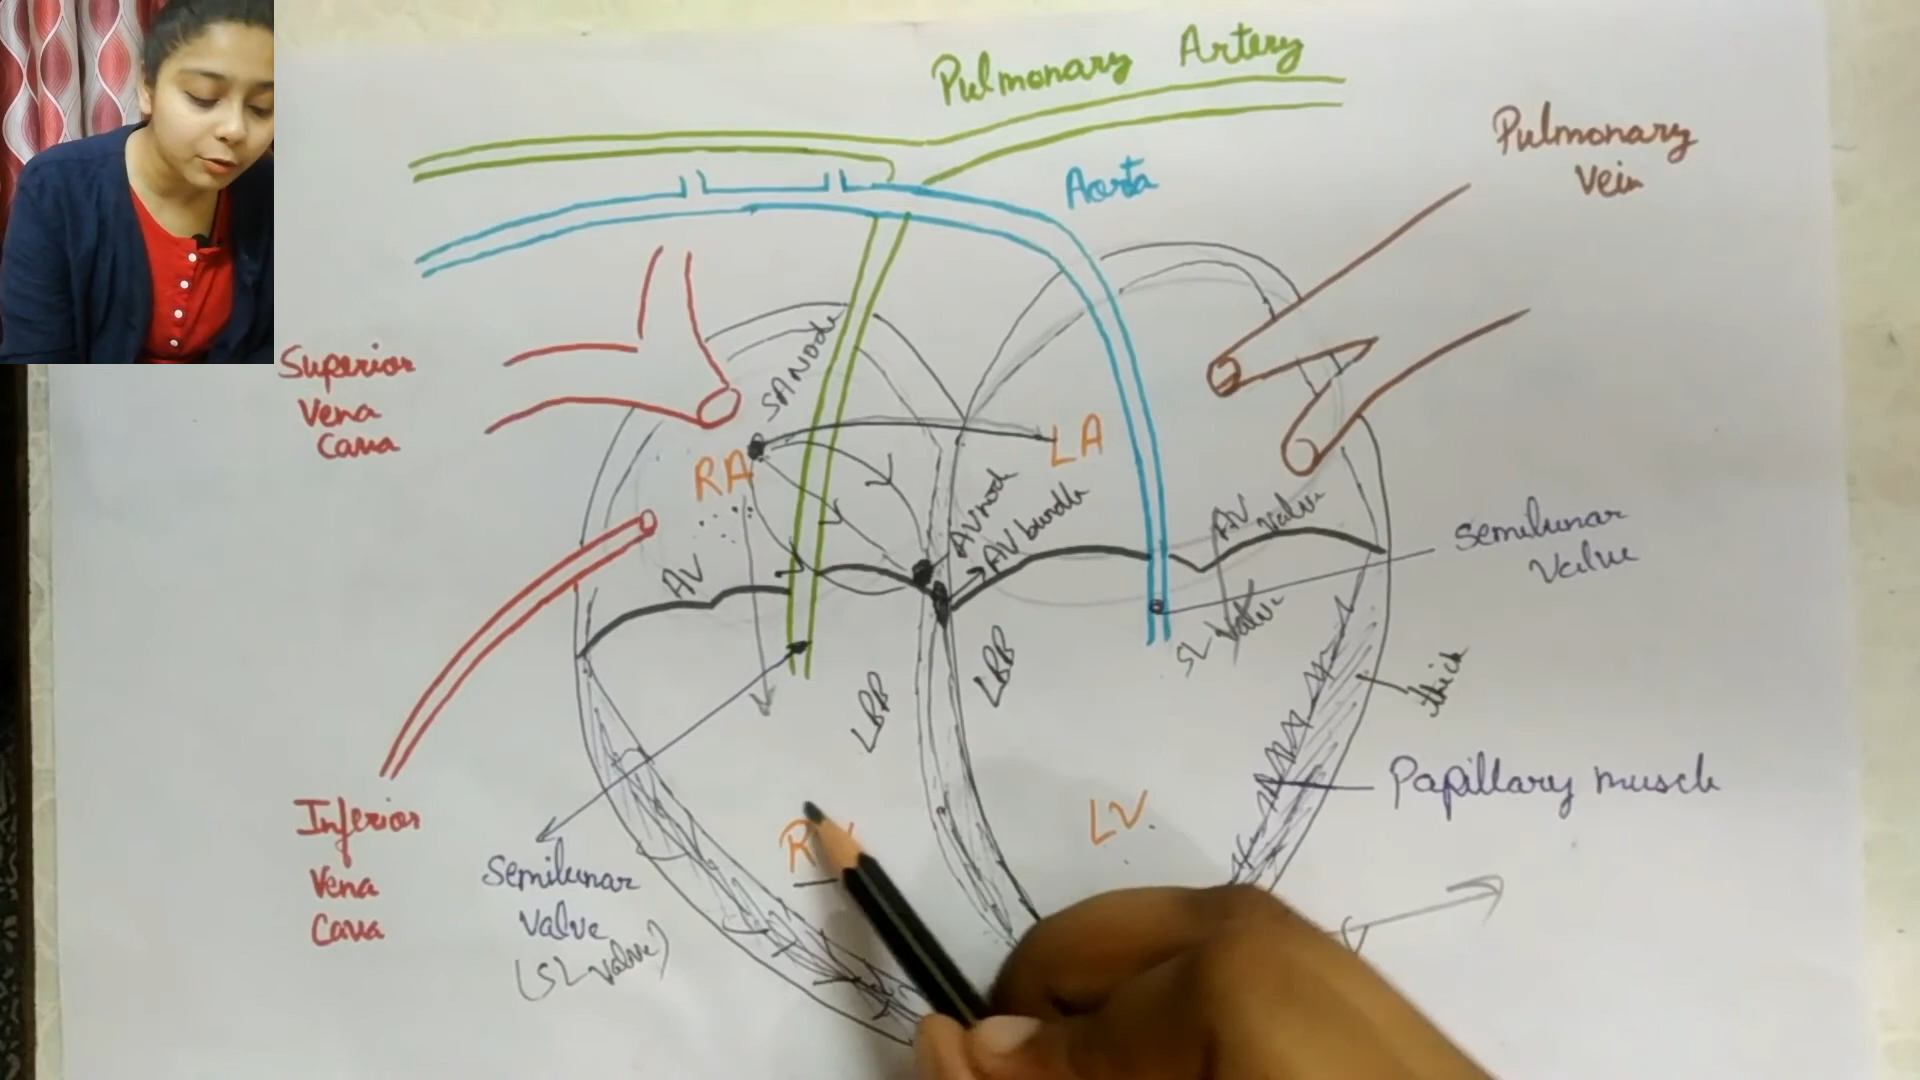 Pulmonary Artery
Pulmonary
Vein
Aorta
Superior
Vena
Cava
SA Node
RA
LA
AV node
AV bundle
AV
AV
valve
Semilunar
Valve
SL valve
LBB
LBB
thick
Papillary muscle
RV
LV.
Inferior
Vena
Cava
Semilunar
Valve
(SL valve)